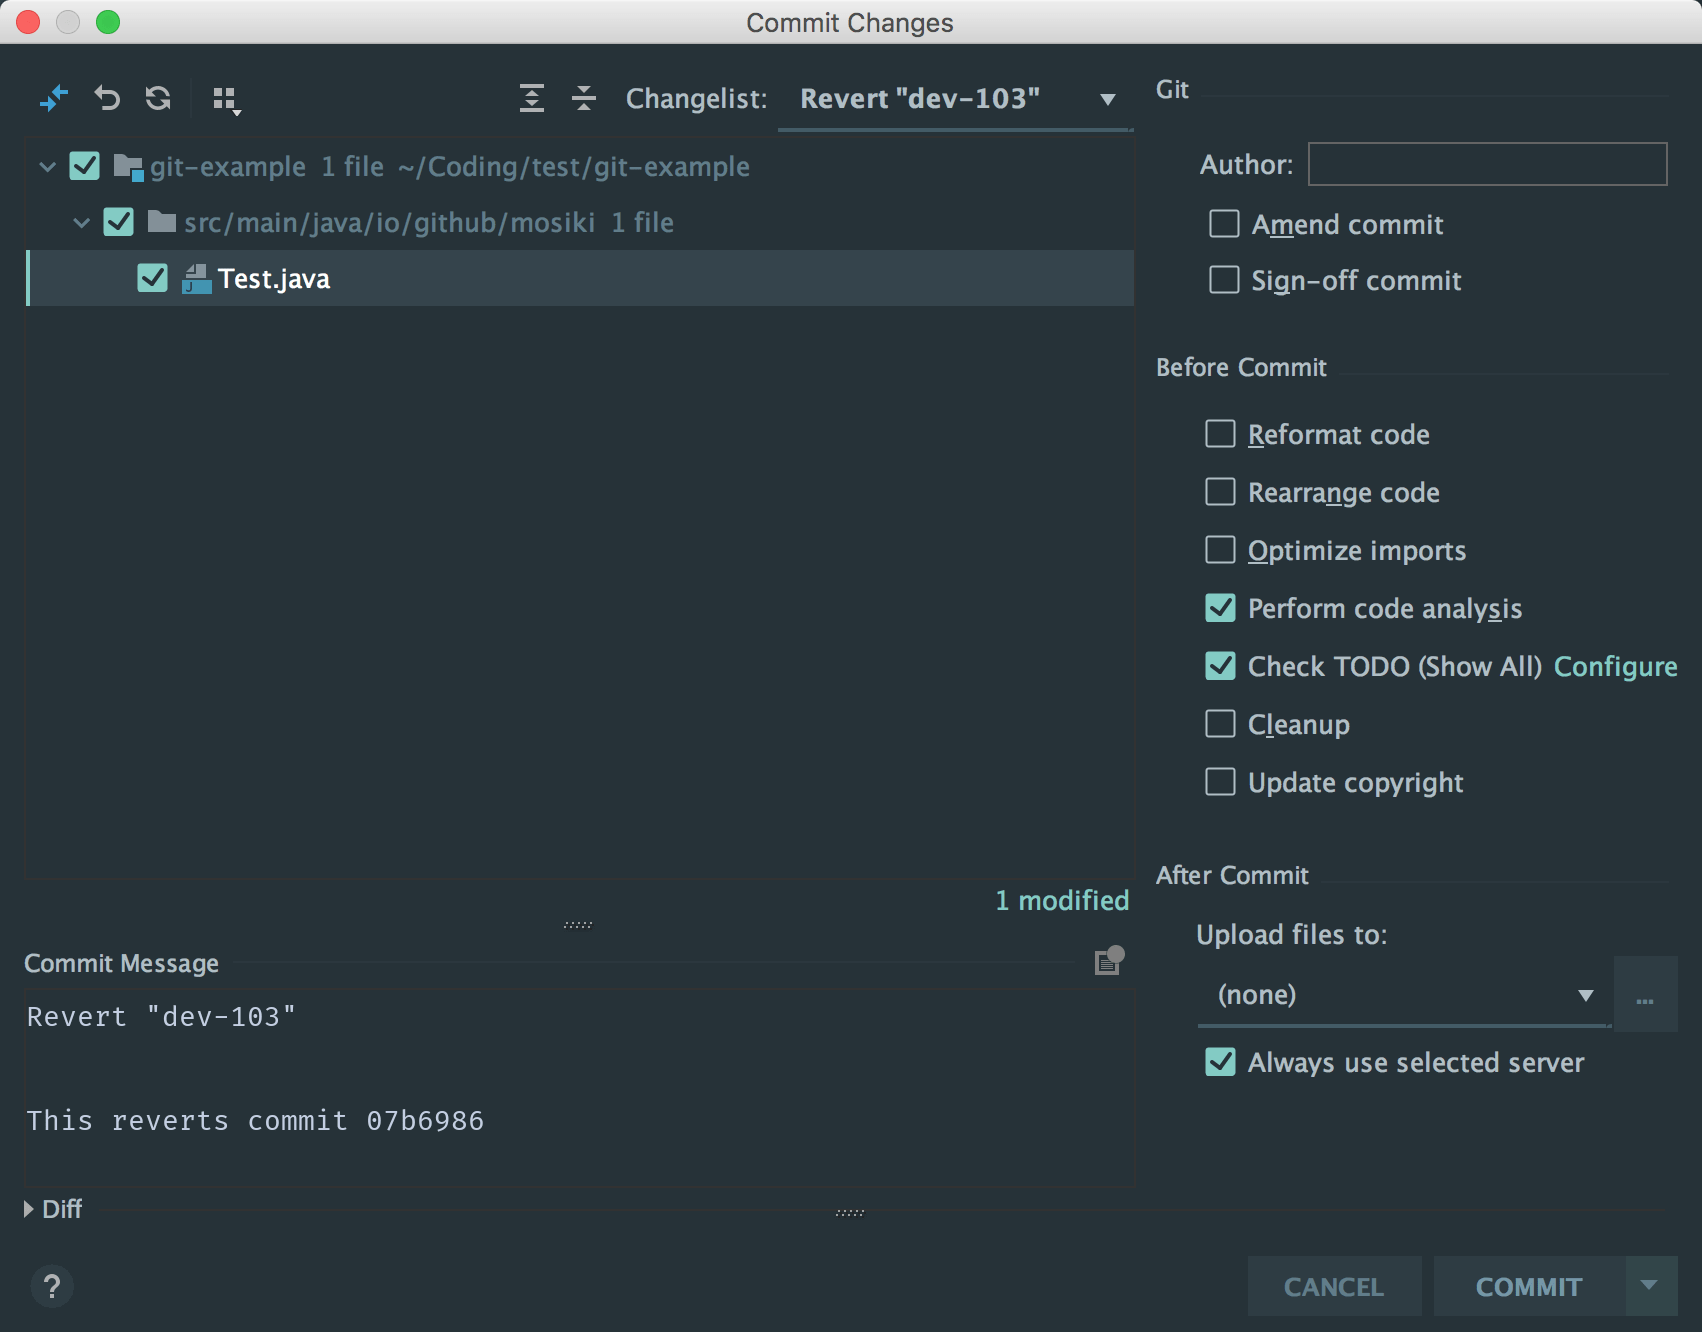 Commit Changes
Changelist: Revert "dev-103"
git-example 1 file ~/Coding/test/git-example
src/main/java/io/github/mosiki 1 file
J Test.java
1 modified
Commit Message
Revert "dev-103"
This reverts commit 07b6986
Diff
Git
Author:
Amend commit
Sign-off commit
Before Commit
Reformat code
Rearrange code
Optimize imports
Perform code analysis
Check TODO (Show All) Configure
Cleanup
Update copyright
After Commit
Upload files to:
(none) ...
Always use selected server
? CANCEL COMMIT